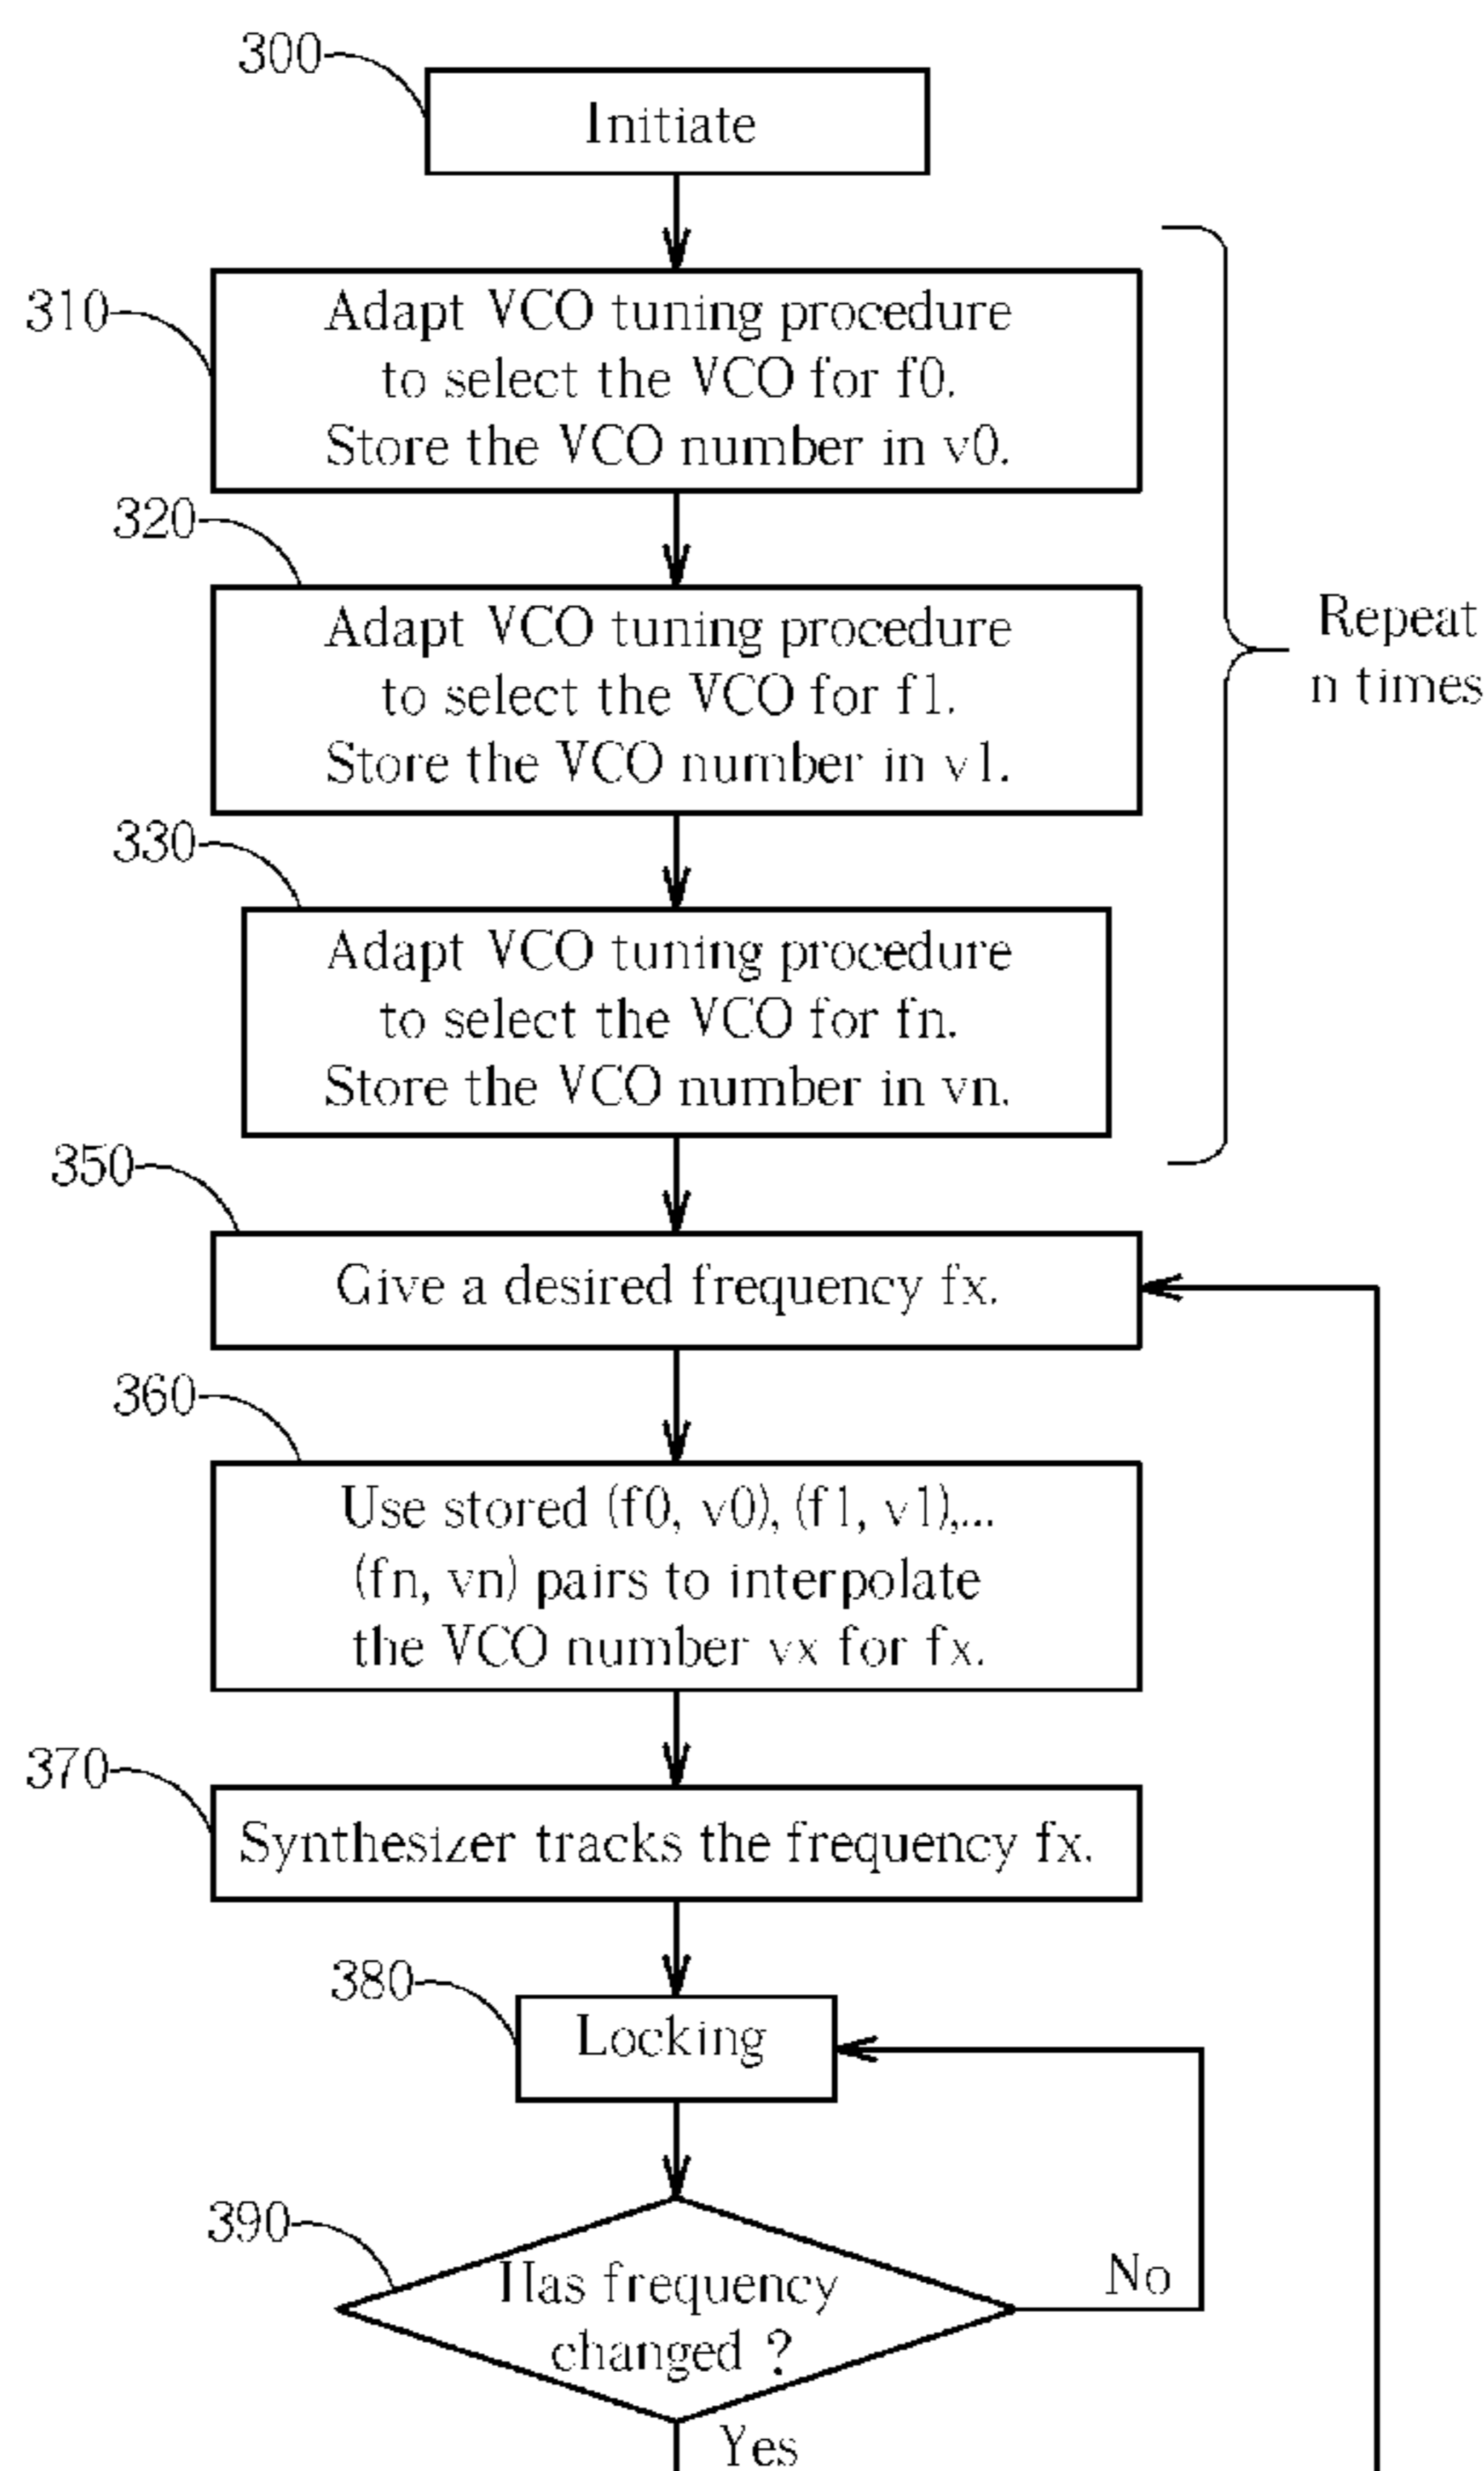 300
Initiate
310
Adapt VCO tuning procedure
to select the VCO for f0.
Store the VCO number in v0.
320
Adapt VCO tuning procedure
to select the VCO for f1.
Store the VCO number in v1.
Repeat
n times
330
Adapt VCO tuning procedure
to select the VCO for fn.
Store the VCO number in vn.
350
Give a desired frequency fx.
360
Use stored (f0, v0), (f1, v1),...
(fn, vn) pairs to interpolate
the VCO number vx for fx.
370
Synthesizer tracks the frequency fx.
380
Locking
390
Has frequency
changed ?
No
Yes